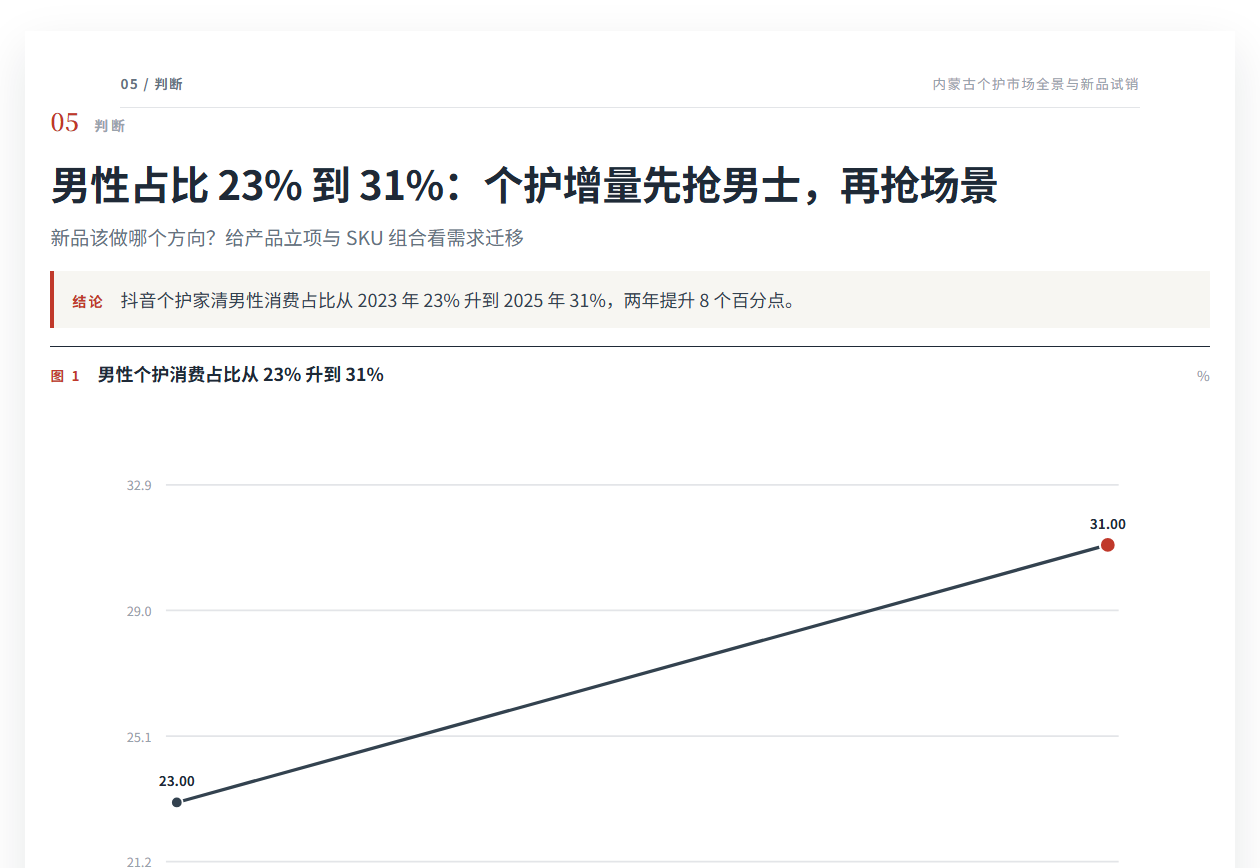 05 / 判断
内蒙古个护市场全景与新品试销
05 判断
男性占比 23% 到 31%：个护增量先抢男士，再抢场景
新品该做哪个方向？给产品立项与 SKU 组合看需求迁移
结论 抖音个护家清男性消费占比从 2023 年 23% 升到 2025 年 31%，两年提升 8 个百分点。
图 1 男性个护消费占比从 23% 升到 31%
%
32.9
31.00
29.0
25.1
23.00
21.2